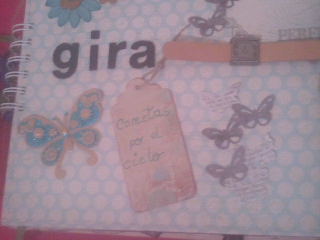 gira
Cometas
por el
cielo